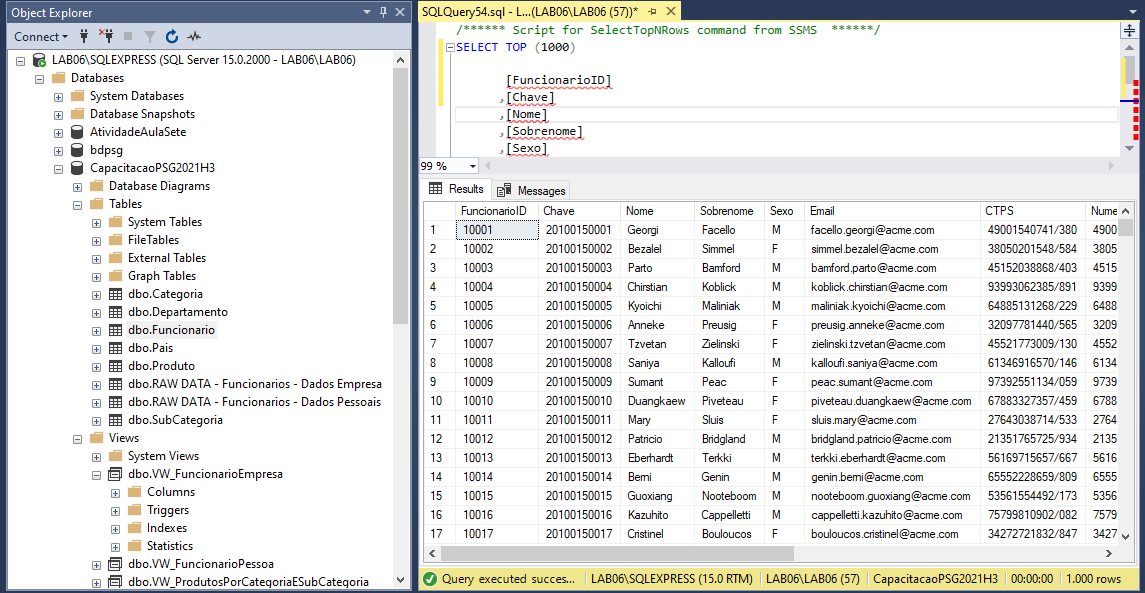 Object Explorer
Connect
LAB06\SQLEXPRESS (SQL Server 15.0.2000 - LAB06\LAB06)
Databases
System Databases
Database Snapshots
AtividadeAulaSete
bdpsg
CapacitacaoPSG2021H3
Database Diagrams
Tables
System Tables
FileTables
External Tables
Graph Tables
dbo.Categoria
dbo.Departamento
dbo.Funcionario
dbo.Pais
dbo.Produto
dbo.RAW DATA - Funcionarios - Dados Empresa
dbo.RAW DATA - Funcionarios - Dados Pessoais
dbo.SubCategoria
Views
System Views
dbo.VW_FuncionarioEmpresa
Columns
Triggers
Indexes
Statistics
dbo.VW_FuncionarioPessoa
dbo.VW_ProdutosPorCategoriaESubCategoria
SQLQuery54.sql - L...(LAB06\LAB06 (57))*
/****** Script for SelectTopNRows command from SSMS ******/
SELECT TOP (1000)
[FuncionarioID]
,[Chave]
,[Nome]
,[Sobrenome]
,[Sexo]
99 %
Results Messages
FuncionarioID Chave Nome Sobrenome Sexo Email CTPS Nume
1 10001 20100150001 Georgi Facello M facello.georgi@acme.com 49001540741/380 4900
2 10002 20100150002 Bezalel Simmel F simmel.bezalel@acme.com 38050201548/584 3805
3 10003 20100150003 Parto Bamford M bamford.parto@acme.com 45152038868/403 4515
4 10004 20100150004 Chirstian Koblick M koblick.chirstian@acme.com 93993062385/891 9399
5 10005 20100150005 Kyoichi Maliniak M maliniak.kyoichi@acme.com 64885131268/229 6488
6 10006 20100150006 Anneke Preusig F preusig.anneke@acme.com 32097781440/565 3209
7 10007 20100150007 Tzvetan Zielinski F zielinski.tzvetan@acme.com 45521773009/130 4552
8 10008 20100150008 Saniya Kalloufi M kalloufi.saniya@acme.com 61346916570/146 6134
9 10009 20100150009 Sumant Peac F peac.sumant@acme.com 97392551134/059 9739
10 10010 20100150010 Duangkaew Piveteau F piveteau.duangkaew@acme.com 67883327357/459 6788
11 10011 20100150011 Mary Sluis F sluis.mary@acme.com 27643038714/533 2764
12 10012 20100150012 Patricio Bridgland M bridgland.patricio@acme.com 21351765725/934 2135
13 10013 20100150013 Eberhardt Terkki M terkki.eberhardt@acme.com 56169715657/667 5616
14 10014 20100150014 Berni Genin M genin.berni@acme.com 65552228659/809 6555
15 10015 20100150015 Guoxiang Nooteboom M nooteboom.guoxiang@acme.com 53561554492/173 5356
16 10016 20100150016 Kazuhito Cappelletti M cappelletti.kazuhito@acme.com 75799810902/082 7579
17 10017 20100150017 Cristinel Bouloucos F bouloucos.cristinel@acme.com 34272721832/847 3427
Query executed succes... LAB06\SQLEXPRESS (15.0 RTM) LAB06\LAB06 (57) CapacitacaoPSG2021H3 00:00:00 1.000 rows